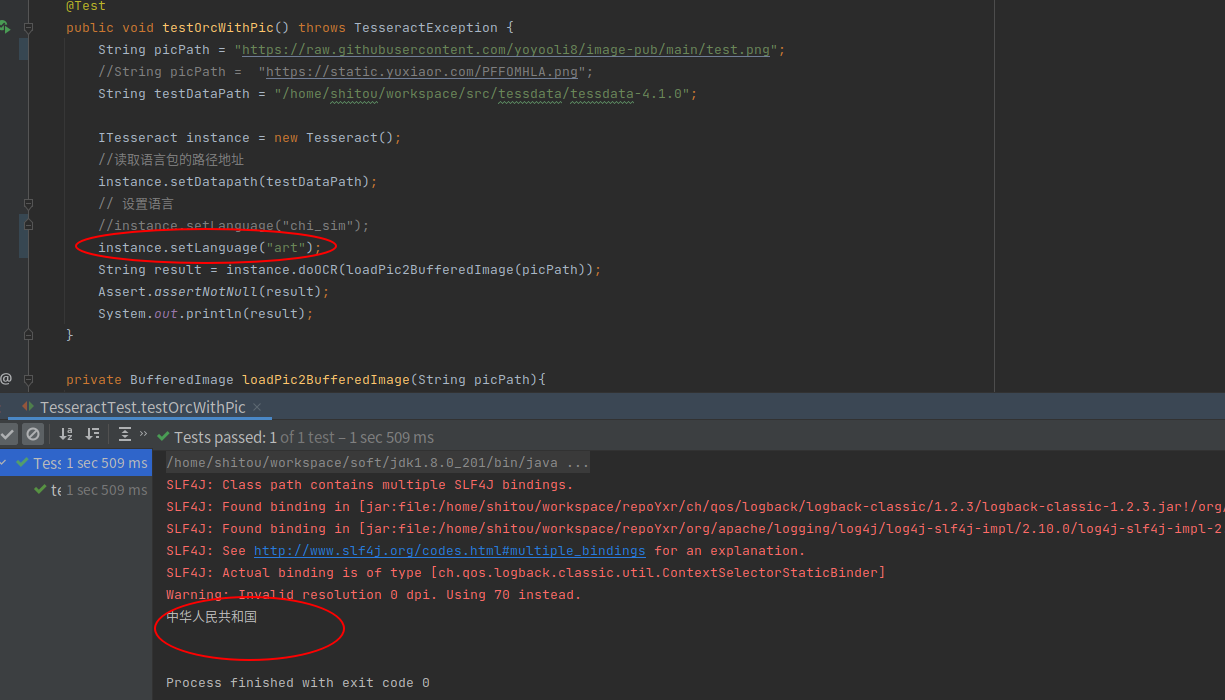 @Test
public void testOrcWithPic() throws TesseractException {
String picPath = "https://raw.githubusercontent.com/yoyooli8/image-pub/main/test.png";
//String picPath =  "https://static.yuxiaor.com/PFFOMHLA.png";
String testDataPath = "/home/shitou/workspace/src/tessdata/tessdata-4.1.0";
ITesseract instance = new Tesseract();
//读取语言包的路径地址
instance.setDatapath(testDataPath);
// 设置语言
//instance.setLanguage("chi_sim");
instance.setLanguage("art");
String result = instance.doOCR(loadPic2BufferedImage(picPath));
Assert.assertNotNull(result);
System.out.println(result);
}
@
private BufferedImage loadPic2BufferedImage(String picPath){
TesseractTest.testOrcWithPic ×
Tests passed: 1 of 1 test – 1 sec 509 ms
Tess 1 sec 509 ms
te 1 sec 509 ms
/home/shitou/workspace/soft/jdk1.8.0_201/bin/java ...
SLF4J: Class path contains multiple SLF4J bindings.
SLF4J: Found binding in [jar:file:/home/shitou/workspace/repoYxr/ch/qos/logback/logback-classic/1.2.3/logback-classic-1.2.3.jar!/org/
SLF4J: Found binding in [jar:file:/home/shitou/workspace/repoYxr/org/apache/logging/log4j/log4j-slf4j-impl/2.10.0/log4j-slf4j-impl-2
SLF4J: See http://www.slf4j.org/codes.html#multiple_bindings for an explanation.
SLF4J: Actual binding is of type [ch.qos.logback.classic.util.ContextSelectorStaticBinder]
Warning: Invalid resolution 0 dpi. Using 70 instead.
中华人民共和国
Process finished with exit code 0